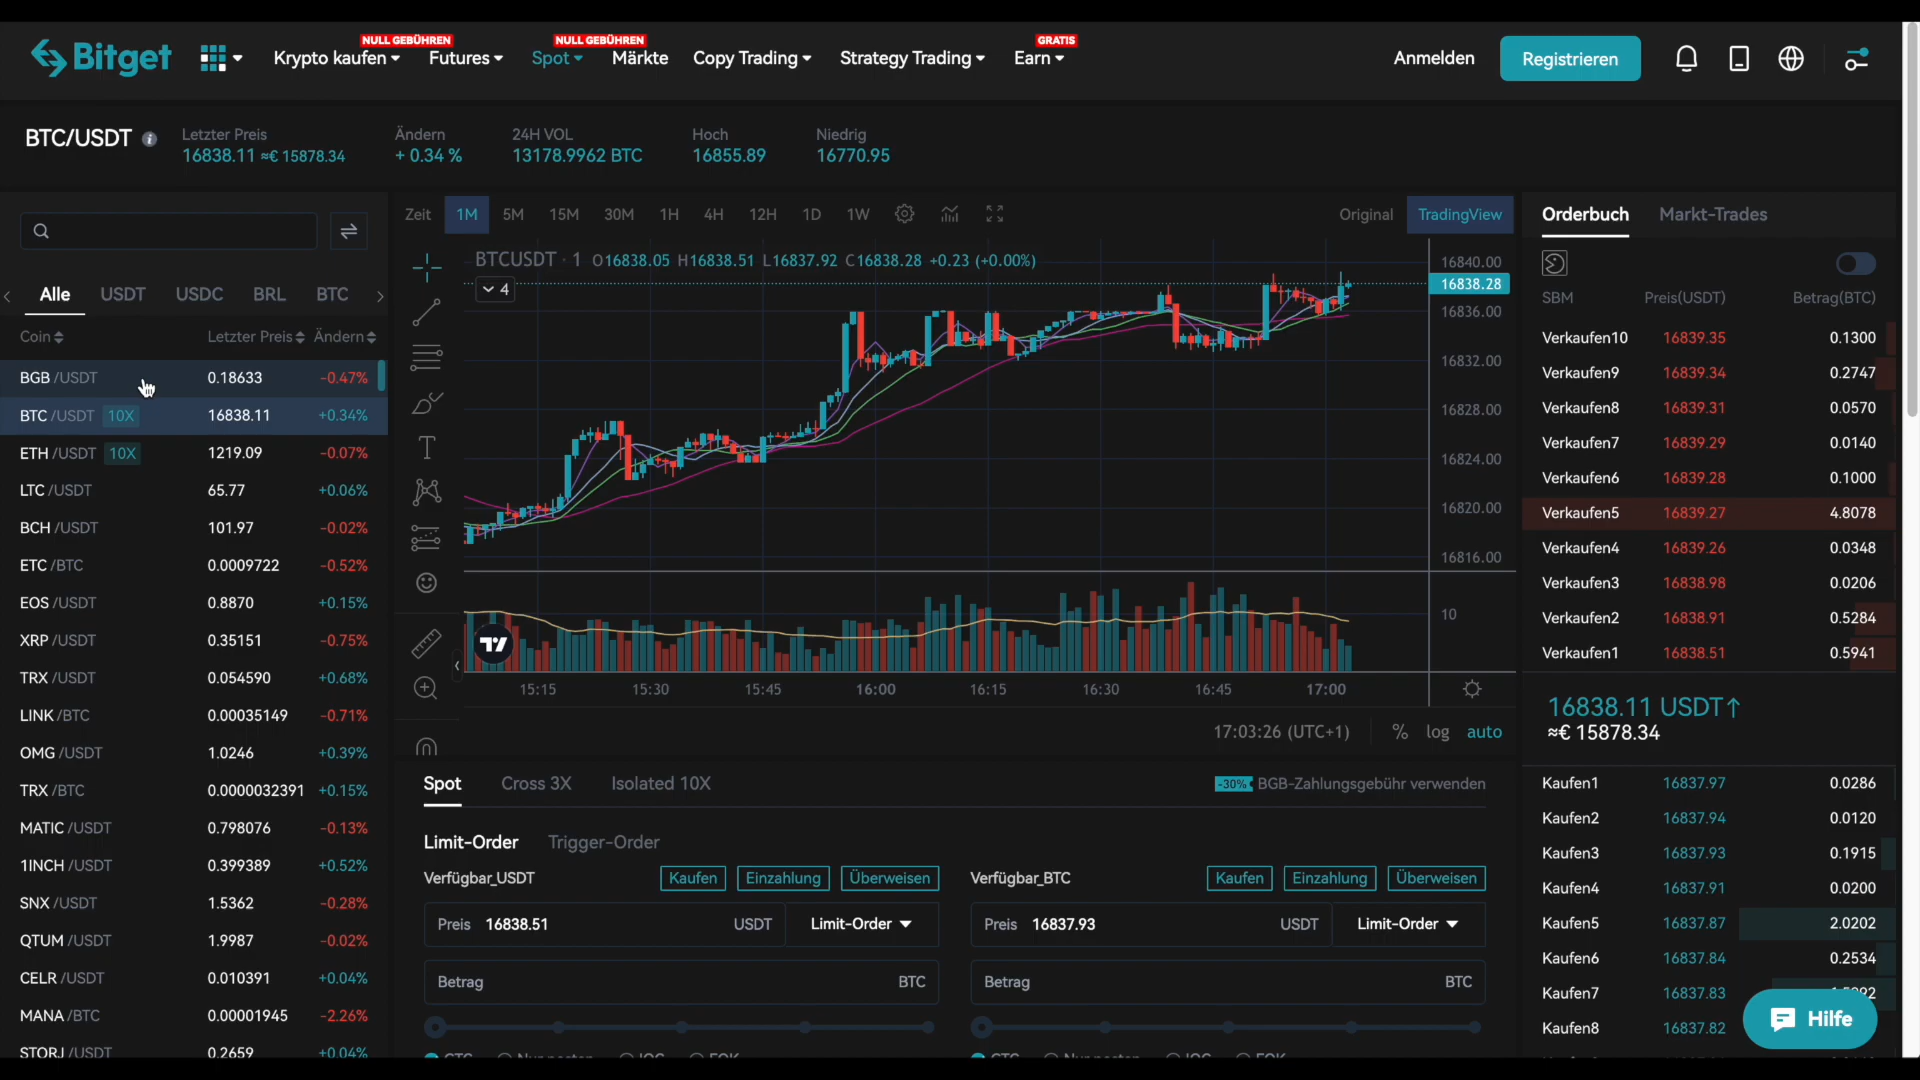 Bitget
Krypto kaufen
NULL GEBÜHREN
Futures
Spot
NULL GEBÜHREN
Märkte
Copy Trading
Strategy Trading
Earn
GRATIS
Anmelden
Registrieren
BTC/USDT
Letzter Preis
16838.11 ≈€ 15878.34
Ändern
+ 0.34 %
24H VOL
13178.9962 BTC
Hoch
16855.89
Niedrig
16770.95
Alle USDT USDC BRL BTC
Coin Letzter Preis Ändern
BGB /USDT 0.18633 -0.47%
BTC /USDT 10X 16838.11 +0.34%
ETH /USDT 10X 1219.09 -0.07%
LTC /USDT 65.77 +0.06%
BCH /USDT 101.97 -0.02%
ETC /BTC 0.0009722 -0.52%
EOS /USDT 0.8870 +0.15%
XRP /USDT 0.35151 -0.75%
TRX /USDT 0.054590 +0.68%
LINK /BTC 0.00035149 -0.71%
OMG /USDT 1.0246 +0.39%
TRX /BTC 0.0000032391 +0.15%
MATIC /USDT 0.798076 -0.13%
1INCH /USDT 0.399389 +0.52%
SNX /USDT 1.5362 -0.28%
QTUM /USDT 1.9987 -0.02%
CELR /USDT 0.010391 +0.04%
MANA /BTC 0.00001945 -2.26%
STORJ /USDT 0.2659 +0.04%
Zeit 1M 5M 15M 30M 1H 4H 12H 1D 1W
Original TradingView
BTCUSDT · 1 O16838.05 H16838.51 L16837.92 C16838.28 +0.23 (+0.00%)
4
16840.00
16838.28
16836.00
16832.00
16828.00
16824.00
16820.00
16816.00
10
15:15 15:30 15:45 16:00 16:15 16:30 16:45 17:00
17:03:26 (UTC+1) % log auto
Spot Cross 3X Isolated 10X
-30% BGB-Zahlungsgebühr verwenden
Limit-Order Trigger-Order
Verfügbar_USDT Kaufen Einzahlung Überweisen
Preis 16838.51 USDT Limit-Order
Betrag BTC
GTC Nur posten IOC FOK
Verfügbar_BTC Kaufen Einzahlung Überweisen
Preis 16837.93 USDT Limit-Order
Betrag BTC
GTC Nur posten IOC FOK
Orderbuch Markt-Trades
SBM Preis(USDT) Betrag(BTC)
Verkaufen10 16839.35 0.1300
Verkaufen9 16839.34 0.2747
Verkaufen8 16839.31 0.0570
Verkaufen7 16839.29 0.0140
Verkaufen6 16839.28 0.1000
Verkaufen5 16839.27 4.8078
Verkaufen4 16839.26 0.0348
Verkaufen3 16838.98 0.0206
Verkaufen2 16838.91 0.5284
Verkaufen1 16838.51 0.5941
16838.11 USDT↑
≈€ 15878.34
Kaufen1 16837.97 0.0286
Kaufen2 16837.94 0.0120
Kaufen3 16837.93 0.1915
Kaufen4 16837.91 0.0200
Kaufen5 16837.87 2.0202
Kaufen6 16837.84 0.2534
Kaufen7 16837.83
Kaufen8 16837.82
Hilfe